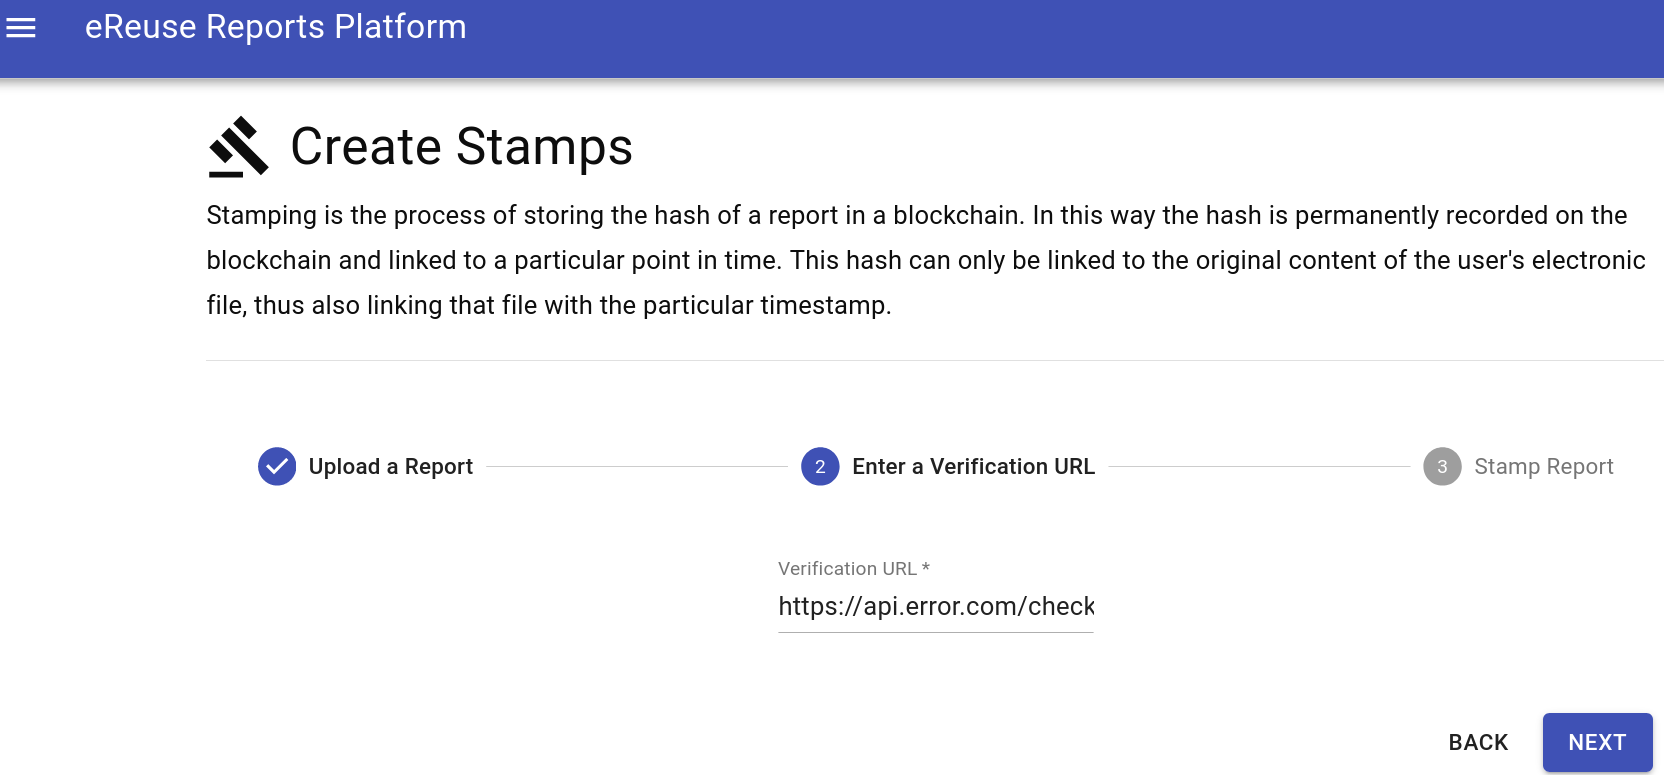 eReuse Reports Platform
Create Stamps
Stamping is the process of storing the hash of a report in a blockchain. In this way the hash is permanently recorded on the
blockchain and linked to a particular point in time. This hash can only be linked to the original content of the user's electronic
file, thus also linking that file with the particular timestamp.
Upload a Report
2 Enter a Verification URL
3 Stamp Report
Verification URL *
https://api.error.com/check
BACK NEXT